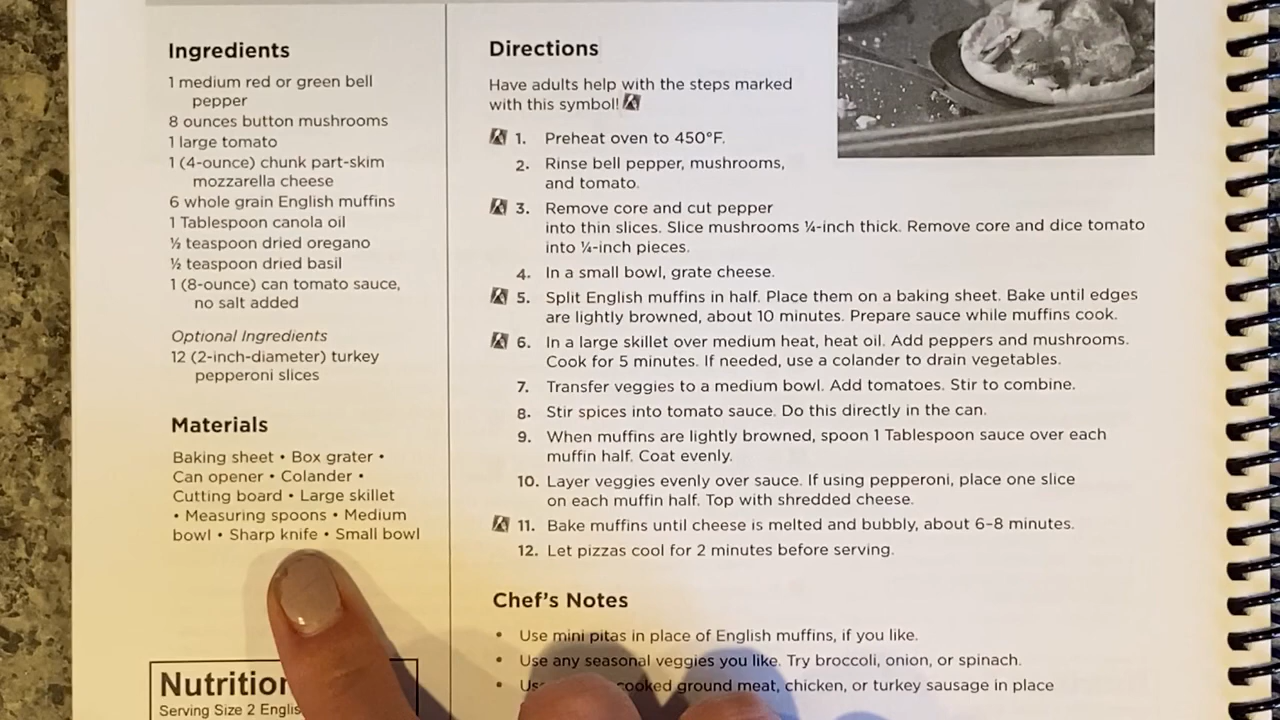 Ingredients
1 medium red or green bell
pepper
8 ounces button mushrooms
1 large tomato
1 (4-ounce) chunk part-skim
mozzarella cheese
6 whole grain English muffins
1 Tablespoon canola oil
½ teaspoon dried oregano
½ teaspoon dried basil
1 (8-ounce) can tomato sauce,
no salt added
Optional Ingredients
12 (2-inch-diameter) turkey
pepperoni slices
Materials
Baking sheet • Box grater •
Can opener • Colander •
Cutting board • Large skillet
• Measuring spoons • Medium
bowl • Sharp knife • Small bowl
Serving Size 2
Directions
Have adults help with the steps marked
with this symbol!
1. Preheat oven to 450°F.
2. Rinse bell pepper, mushrooms,
and tomato.
3. Remove core and cut pepper
into thin slices. Slice mushrooms ¼-inch thick. Remove core and dice tomato
into ¼-inch pieces.
4. In a small bowl, grate cheese.
5. Split English muffins in half. Place them on a baking sheet. Bake until edges
are lightly browned, about 10 minutes. Prepare sauce while muffins cook.
6. In a large skillet over medium heat, heat oil. Add peppers and mushrooms.
Cook for 5 minutes. If needed, use a colander to drain vegetables.
7. Transfer veggies to a medium bowl. Add tomatoes. Stir to combine.
8. Stir spices into tomato sauce. Do this directly in the can.
9. When muffins are lightly browned, spoon 1 Tablespoon sauce over each
muffin half. Coat evenly.
10. Layer veggies evenly over sauce. If using pepperoni, place one slice
on each muffin half. Top with shredded cheese.
11. Bake muffins until cheese is melted and bubbly, about 6–8 minutes.
12. Let pizzas cool for 2 minutes before serving.
Chef's Notes
• Use mini pitas in place of English muffins, if you like.
• Use any seasonal veggies you like. Try broccoli, onion, or spinach.
• cooked ground meat, chicken, or turkey sausage in place